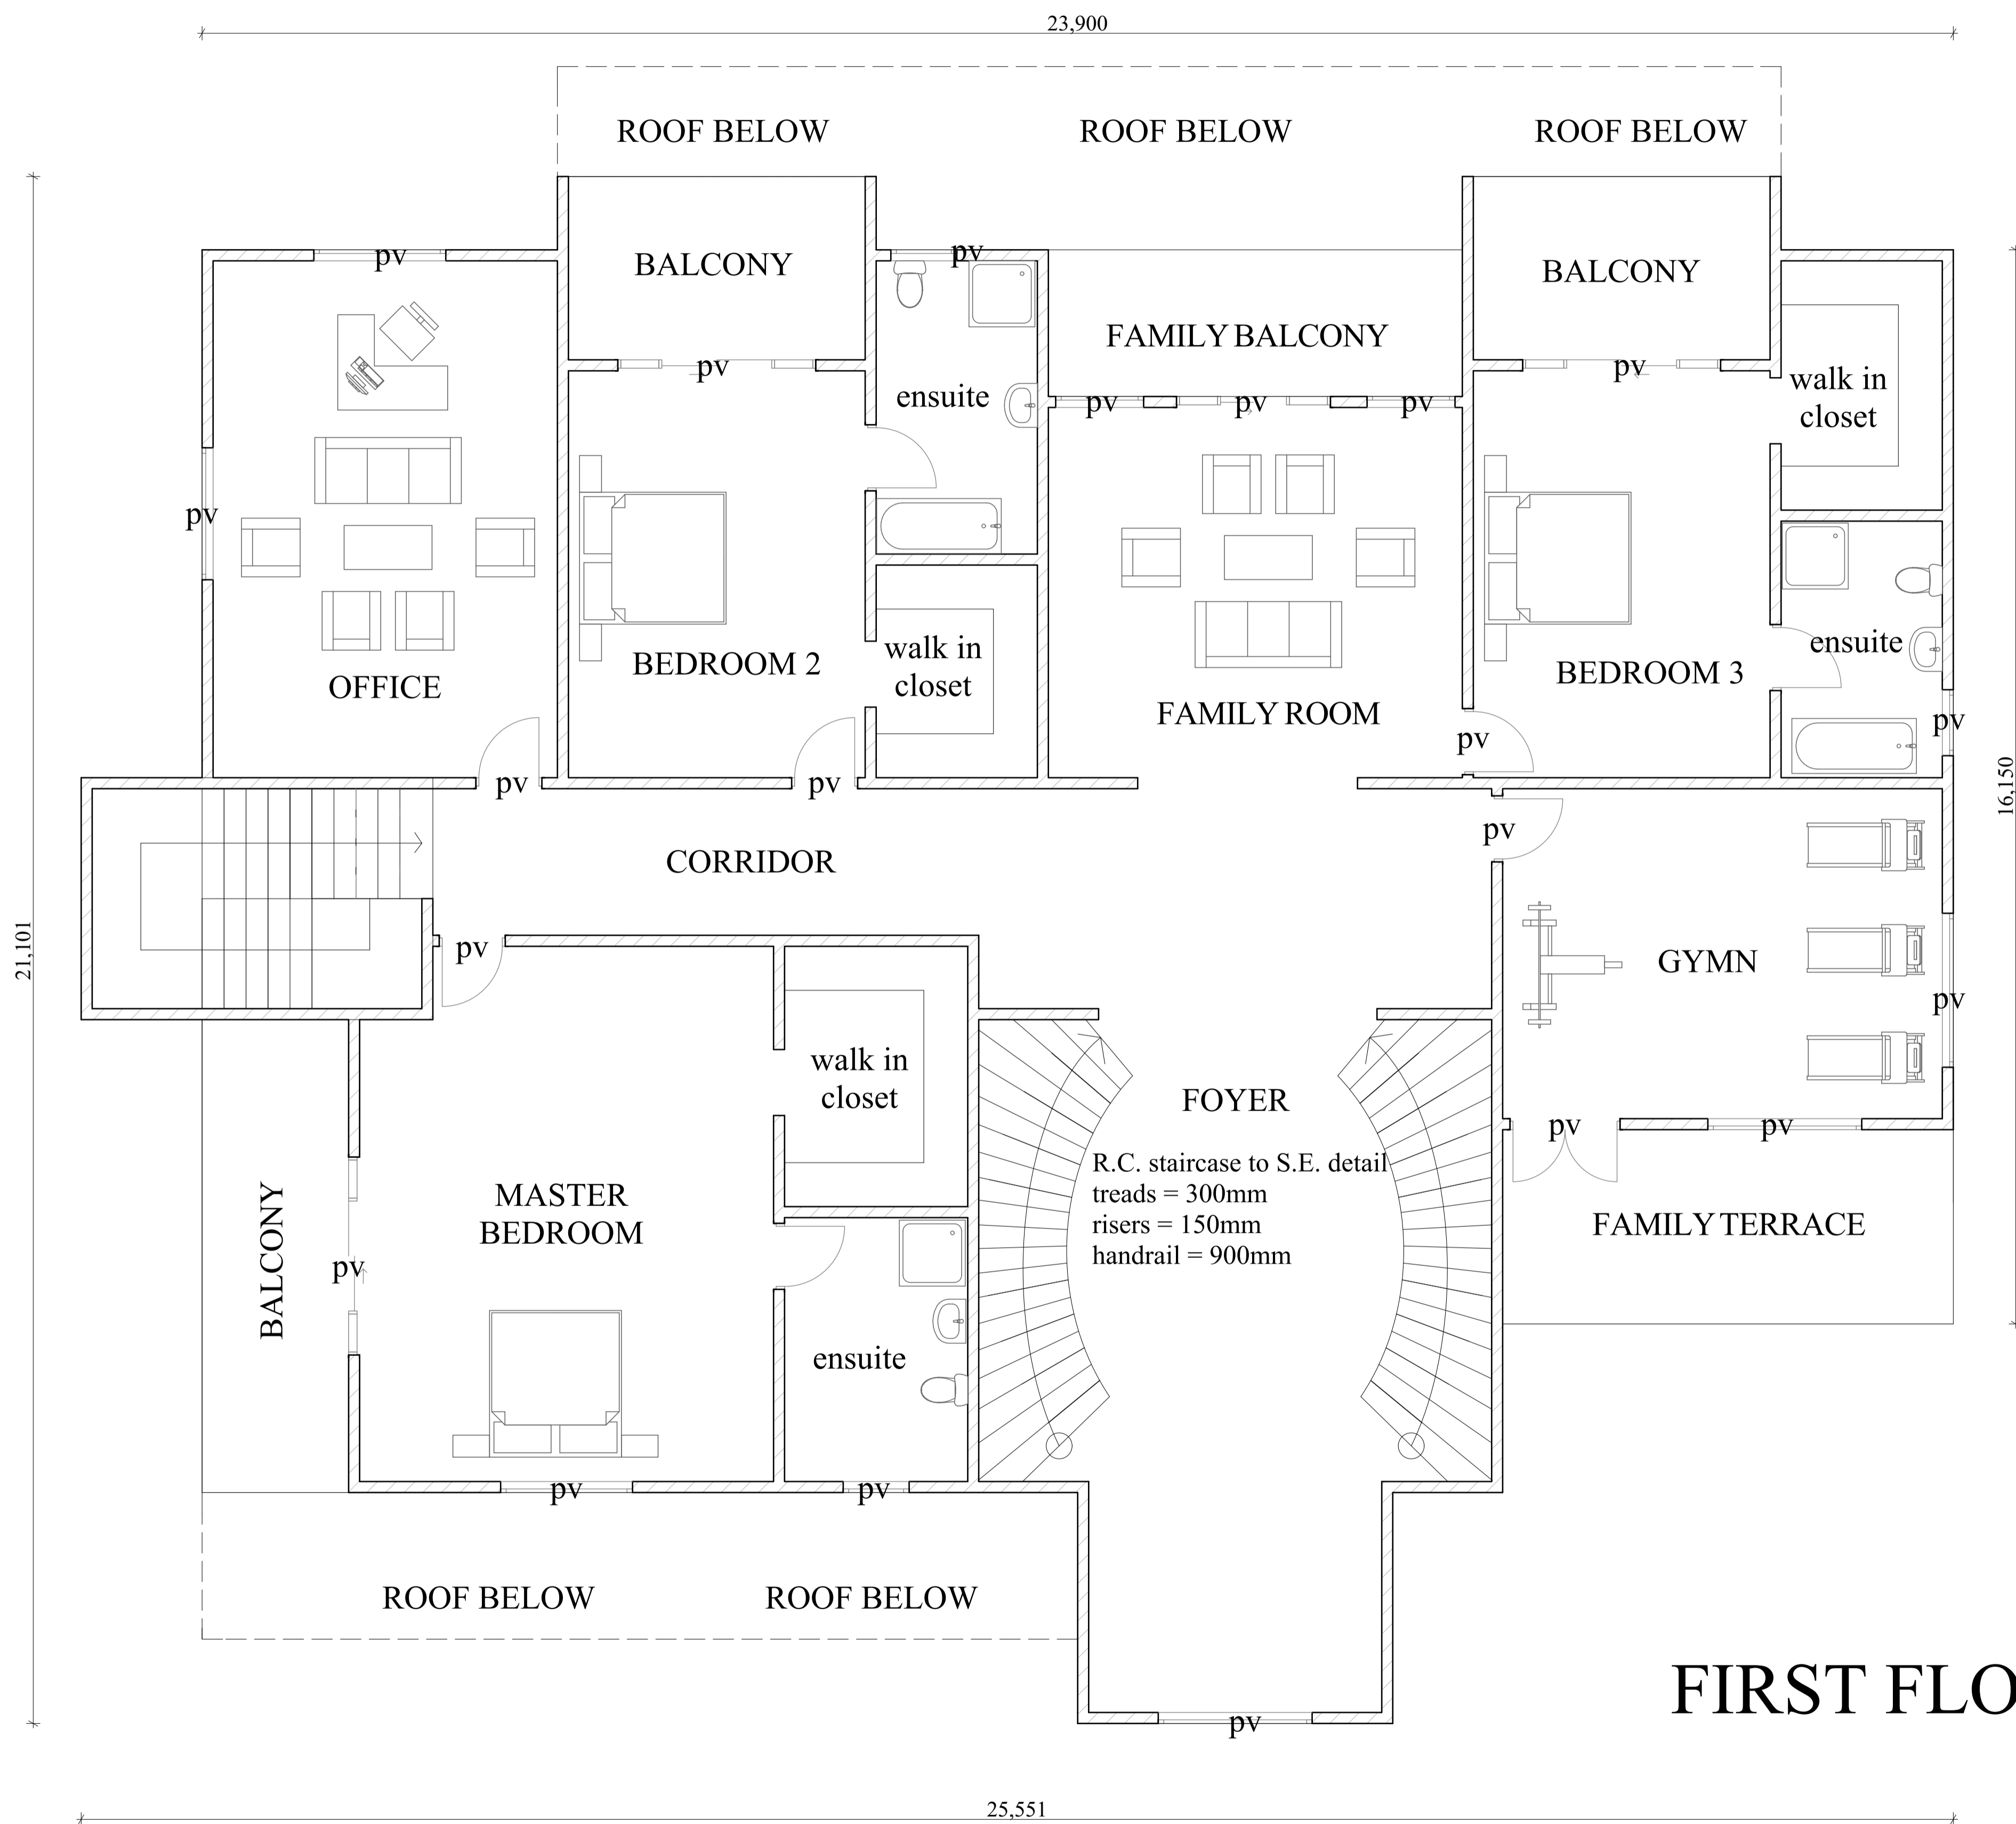 23,900
ROOF BELOW
ROOF BELOW
ROOF BELOW
pv
BALCONY
pv
BALCONY
FAMILY BALCONY
pv
pv
walk in
closet
ensuite
pv
pv
pv
pv
OFFICE
BEDROOM 2
walk in
closet
FAMILY ROOM
BEDROOM 3
ensuite
pv
pv
pv
pv
16,150
pv
CORRIDOR
21,101
pv
GYMN
pv
walk in
closet
FOYER
pv
pv
R.C. staircase to S.E. detail
treads = 300mm
risers = 150mm
handrail = 900mm
MASTER
BEDROOM
BALCONY
pv
FAMILY TERRACE
ensuite
pv
pv
ROOF BELOW
ROOF BELOW
FIRST FLO
pv
25,551